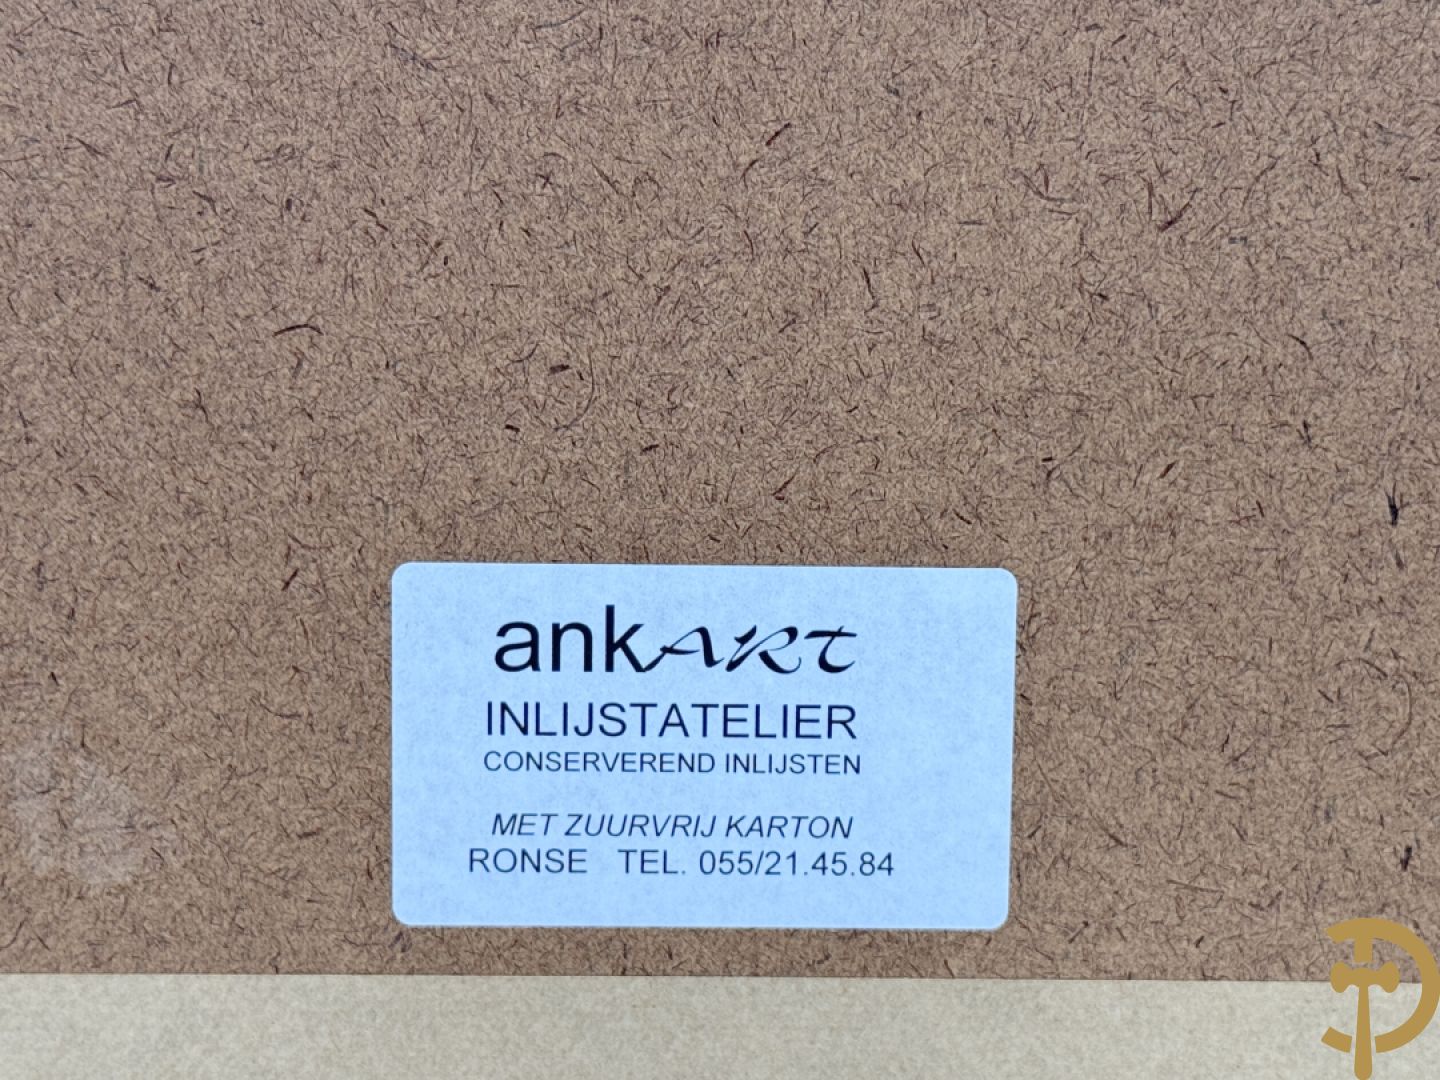 ankART
INLIJSTATELIER
CONSERVEREND INLIJSTEN
MET ZUURVRIJ KARTON
RONSE TEL. 055/21.45.84